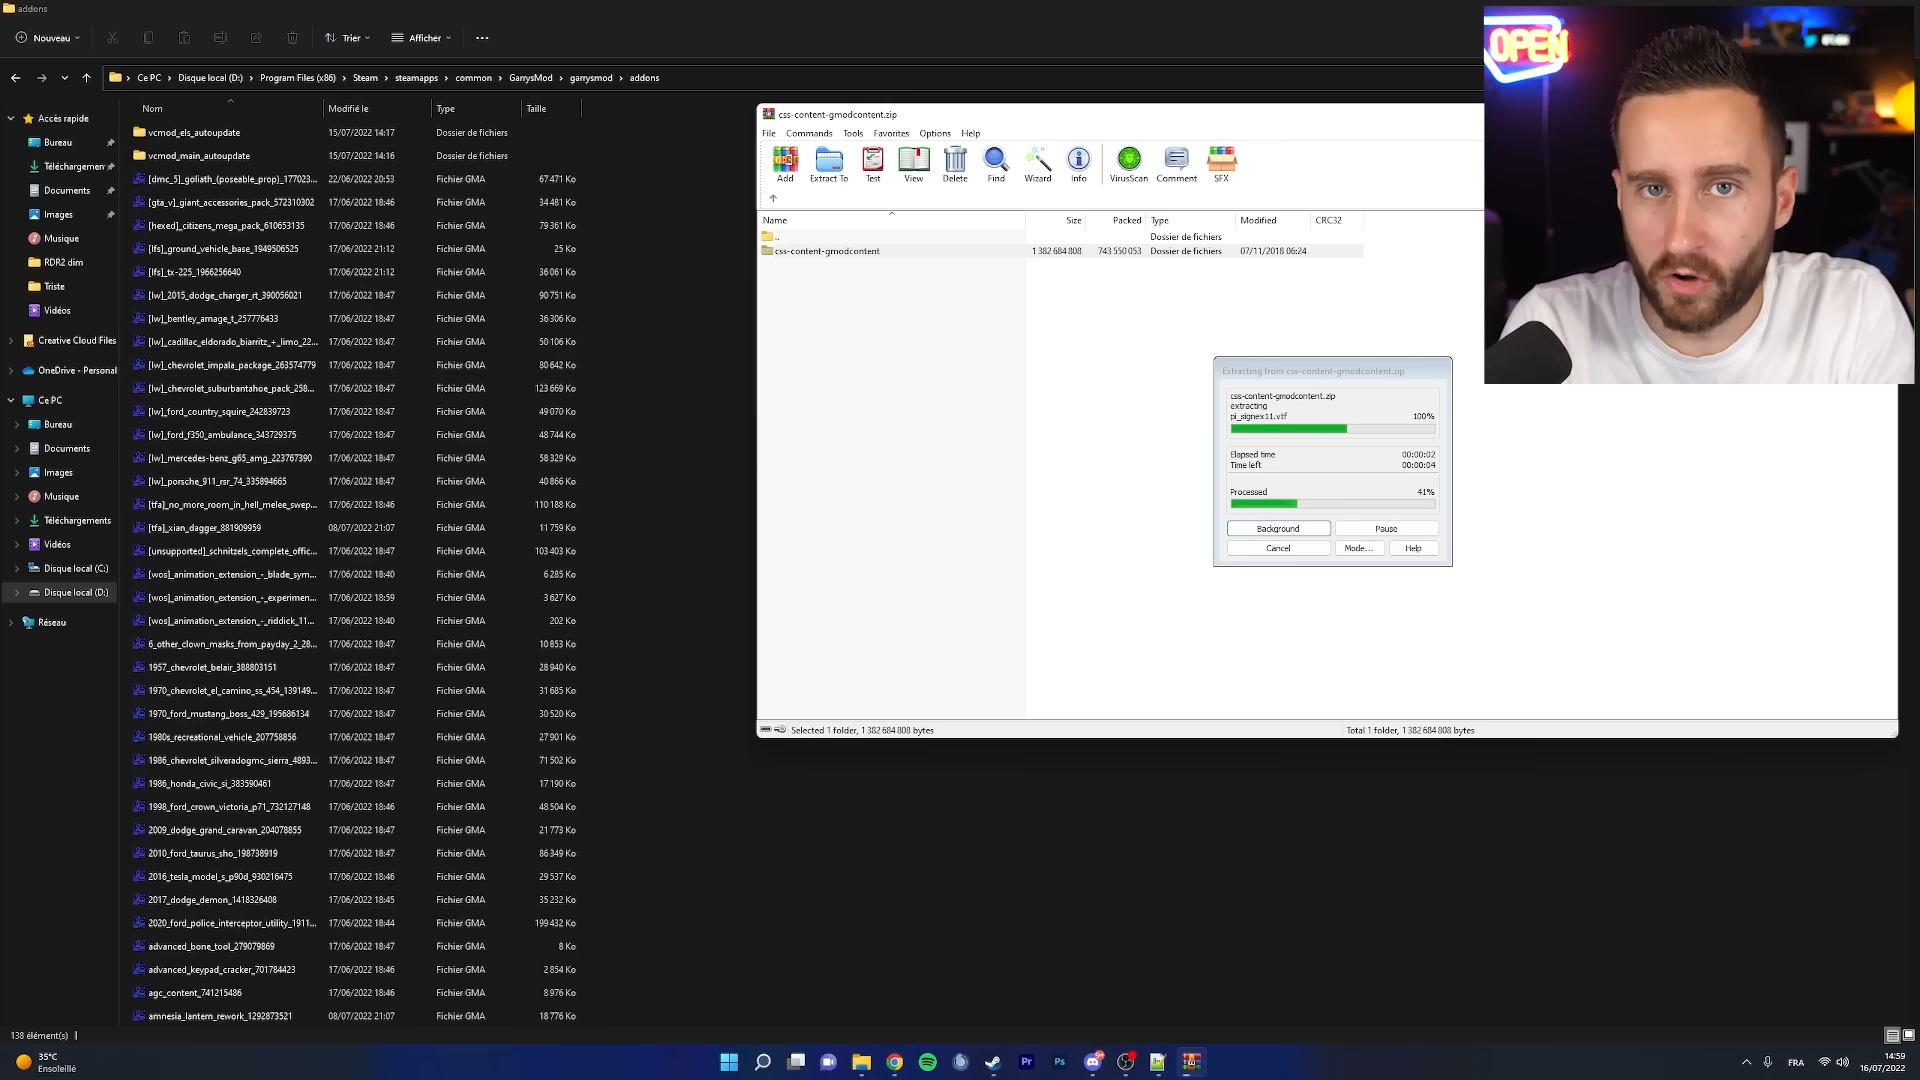 addons
Nouveau
Trier
Afficher
Ce PC > Disque local (D:) > Program Files (x86) > Steam > steamapps > common > GarrysMod > garrysmod > addons
Accès rapide
Bureau
Téléchargemen
Documents
Images
Musique
RDR2 dim
Triste
Vidéos
Creative Cloud Files
OneDrive - Personal
Ce PC
Bureau
Documents
Images
Musique
Téléchargements
Vidéos
Disque local (C:)
Disque local (D:)
Réseau
Nom Modifié le Type Taille
vcmod_els_autoupdate 15/07/2022 14:17 Dossier de fichiers
vcmod_main_autoupdate 15/07/2022 14:16 Dossier de fichiers
[dmc_5]_goliath_(poseable_prop)_177023... 22/06/2022 20:53 Fichier GMA 67 471 Ko
[gta_v]_giant_accessories_pack_572310302 17/06/2022 18:46 Fichier GMA 34 481 Ko
[hexed]_citizens_mega_pack_610653135 17/06/2022 18:46 Fichier GMA 79 361 Ko
[lfs]_ground_vehicle_base_1949506525 17/06/2022 21:12 Fichier GMA 25 Ko
[lfs]_tx-225_1966256640 17/06/2022 21:12 Fichier GMA 36 061 Ko
[lw]_2015_dodge_charger_rt_390056021 17/06/2022 18:47 Fichier GMA 90 751 Ko
[lw]_bentley_arnage_t_257776433 17/06/2022 18:47 Fichier GMA 36 306 Ko
[lw]_cadillac_eldorado_biarritz_+_limo_22... 17/06/2022 18:47 Fichier GMA 50 106 Ko
[lw]_chevrolet_impala_package_263574779 17/06/2022 18:47 Fichier GMA 80 642 Ko
[lw]_chevrolet_suburbantahoe_pack_258... 17/06/2022 18:47 Fichier GMA 123 669 Ko
[lw]_ford_country_squire_242839723 17/06/2022 18:47 Fichier GMA 49 070 Ko
[lw]_ford_f350_ambulance_343729375 17/06/2022 18:47 Fichier GMA 48 744 Ko
[lw]_mercedes-benz_g65_amg_223767390 17/06/2022 18:47 Fichier GMA 58 329 Ko
[lw]_porsche_911_rsr_74_335894665 17/06/2022 18:47 Fichier GMA 40 866 Ko
[tfa]_no_more_room_in_hell_melee_swep... 17/06/2022 18:46 Fichier GMA 110 188 Ko
[tfa]_xian_dagger_881909959 08/07/2022 21:07 Fichier GMA 11 759 Ko
[unsupported]_schnitzels_complete_offic... 17/06/2022 18:47 Fichier GMA 103 403 Ko
[wos]_animation_extension_-_blade_sym... 17/06/2022 18:40 Fichier GMA 6 285 Ko
[wos]_animation_extension_-_experimen... 17/06/2022 18:59 Fichier GMA 3 627 Ko
[wos]_animation_extension_-_riddick_11... 17/06/2022 18:40 Fichier GMA 202 Ko
6_other_clown_masks_from_payday_2_28... 17/06/2022 18:46 Fichier GMA 10 853 Ko
1957_chevrolet_belair_388803151 17/06/2022 18:47 Fichier GMA 28 940 Ko
1970_chevrolet_el_camino_ss_454_139149... 17/06/2022 18:47 Fichier GMA 31 685 Ko
1970_ford_mustang_boss_429_195686134 17/06/2022 18:47 Fichier GMA 30 520 Ko
1980s_recreational_vehicle_207758856 17/06/2022 18:47 Fichier GMA 27 901 Ko
1986_chevrolet_silveradogmc_sierra_4893... 17/06/2022 18:47 Fichier GMA 71 502 Ko
1986_honda_civic_si_383590461 17/06/2022 18:47 Fichier GMA 17 190 Ko
1998_ford_crown_victoria_p71_732127148 17/06/2022 18:46 Fichier GMA 48 504 Ko
2009_dodge_grand_caravan_204078855 17/06/2022 18:47 Fichier GMA 21 773 Ko
2010_ford_taurus_sho_198738919 17/06/2022 18:47 Fichier GMA 86 349 Ko
2016_tesla_model_s_p90d_930216475 17/06/2022 18:46 Fichier GMA 29 537 Ko
2017_dodge_demon_1418326408 17/06/2022 18:45 Fichier GMA 35 232 Ko
2020_ford_police_interceptor_utility_1911... 17/06/2022 18:44 Fichier GMA 199 432 Ko
advanced_bone_tool_279079869 17/06/2022 18:47 Fichier GMA 8 Ko
advanced_keypad_cracker_701784423 17/06/2022 18:46 Fichier GMA 2 854 Ko
agc_content_741215486 17/06/2022 18:46 Fichier GMA 8 976 Ko
amnesia_lantern_rework_1292873521 08/07/2022 21:07 Fichier GMA 18 776 Ko
138 élément(s)
css-content-gmodcontent.zip
File Commands Tools Favorites Options Help
Add Extract To Test View Delete Find Wizard Info VirusScan Comment SFX
Name Size Packed Type Modified CRC32
.. Dossier de fichiers
css-content-gmodcontent 1 382 684 808 743 550 053 Dossier de fichiers 07/11/2018 06:24
Extracting from css-content-gmodcontent.zip
css-content-gmodcontent.zip
extracting
pi_signex11.vtf 100%
Elapsed time 00:00:02
Time left 00:00:04
Processed 41%
Background Pause
Cancel Mode... Help
Selected 1 folder, 1 382 684 808 bytes Total 1 folder, 1 382 684 808 bytes
OPEN
35°C
Ensoleillé
Pr
Ps
FRA
14:59
16/07/2022